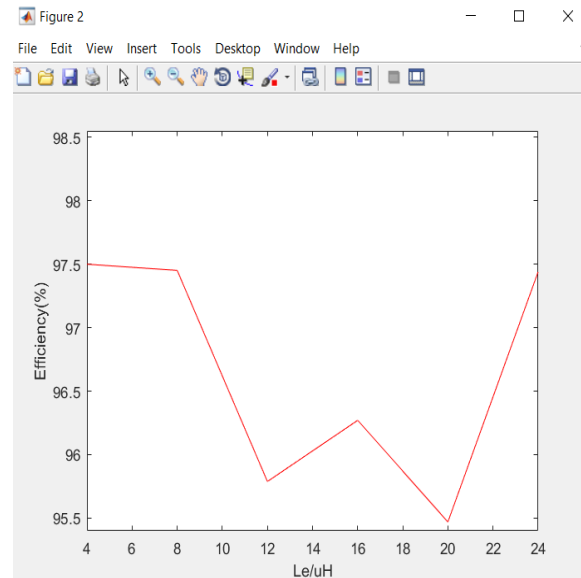 Figure 2
File Edit View Insert Tools Desktop Window Help
98.5
98
97.5
97
96.5
96
95.5
Efficiency(%)
4 6 8 10 12 14 16 18 20 22 24
Le/uH